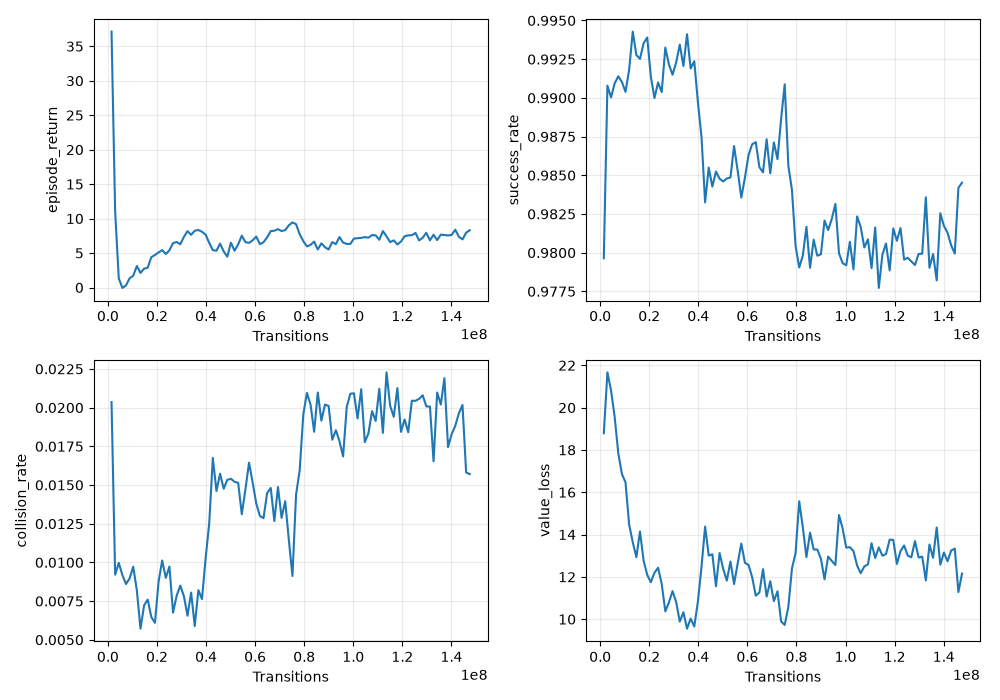 episode_return
35
30
25
20
15
10
5
0
0.0 0.2 0.4 0.6 0.8 1.0 1.2 1.4
1e8
Transitions
success_rate
0.9950
0.9925
0.9900
0.9875
0.9850
0.9825
0.9800
0.9775
0.0 0.2 0.4 0.6 0.8 1.0 1.2 1.4
1e8
Transitions
collision_rate
0.0225
0.0200
0.0175
0.0150
0.0125
0.0100
0.0075
0.0050
0.0 0.2 0.4 0.6 0.8 1.0 1.2 1.4
1e8
Transitions
value_loss
22
20
18
16
14
12
10
0.0 0.2 0.4 0.6 0.8 1.0 1.2 1.4
1e8
Transitions